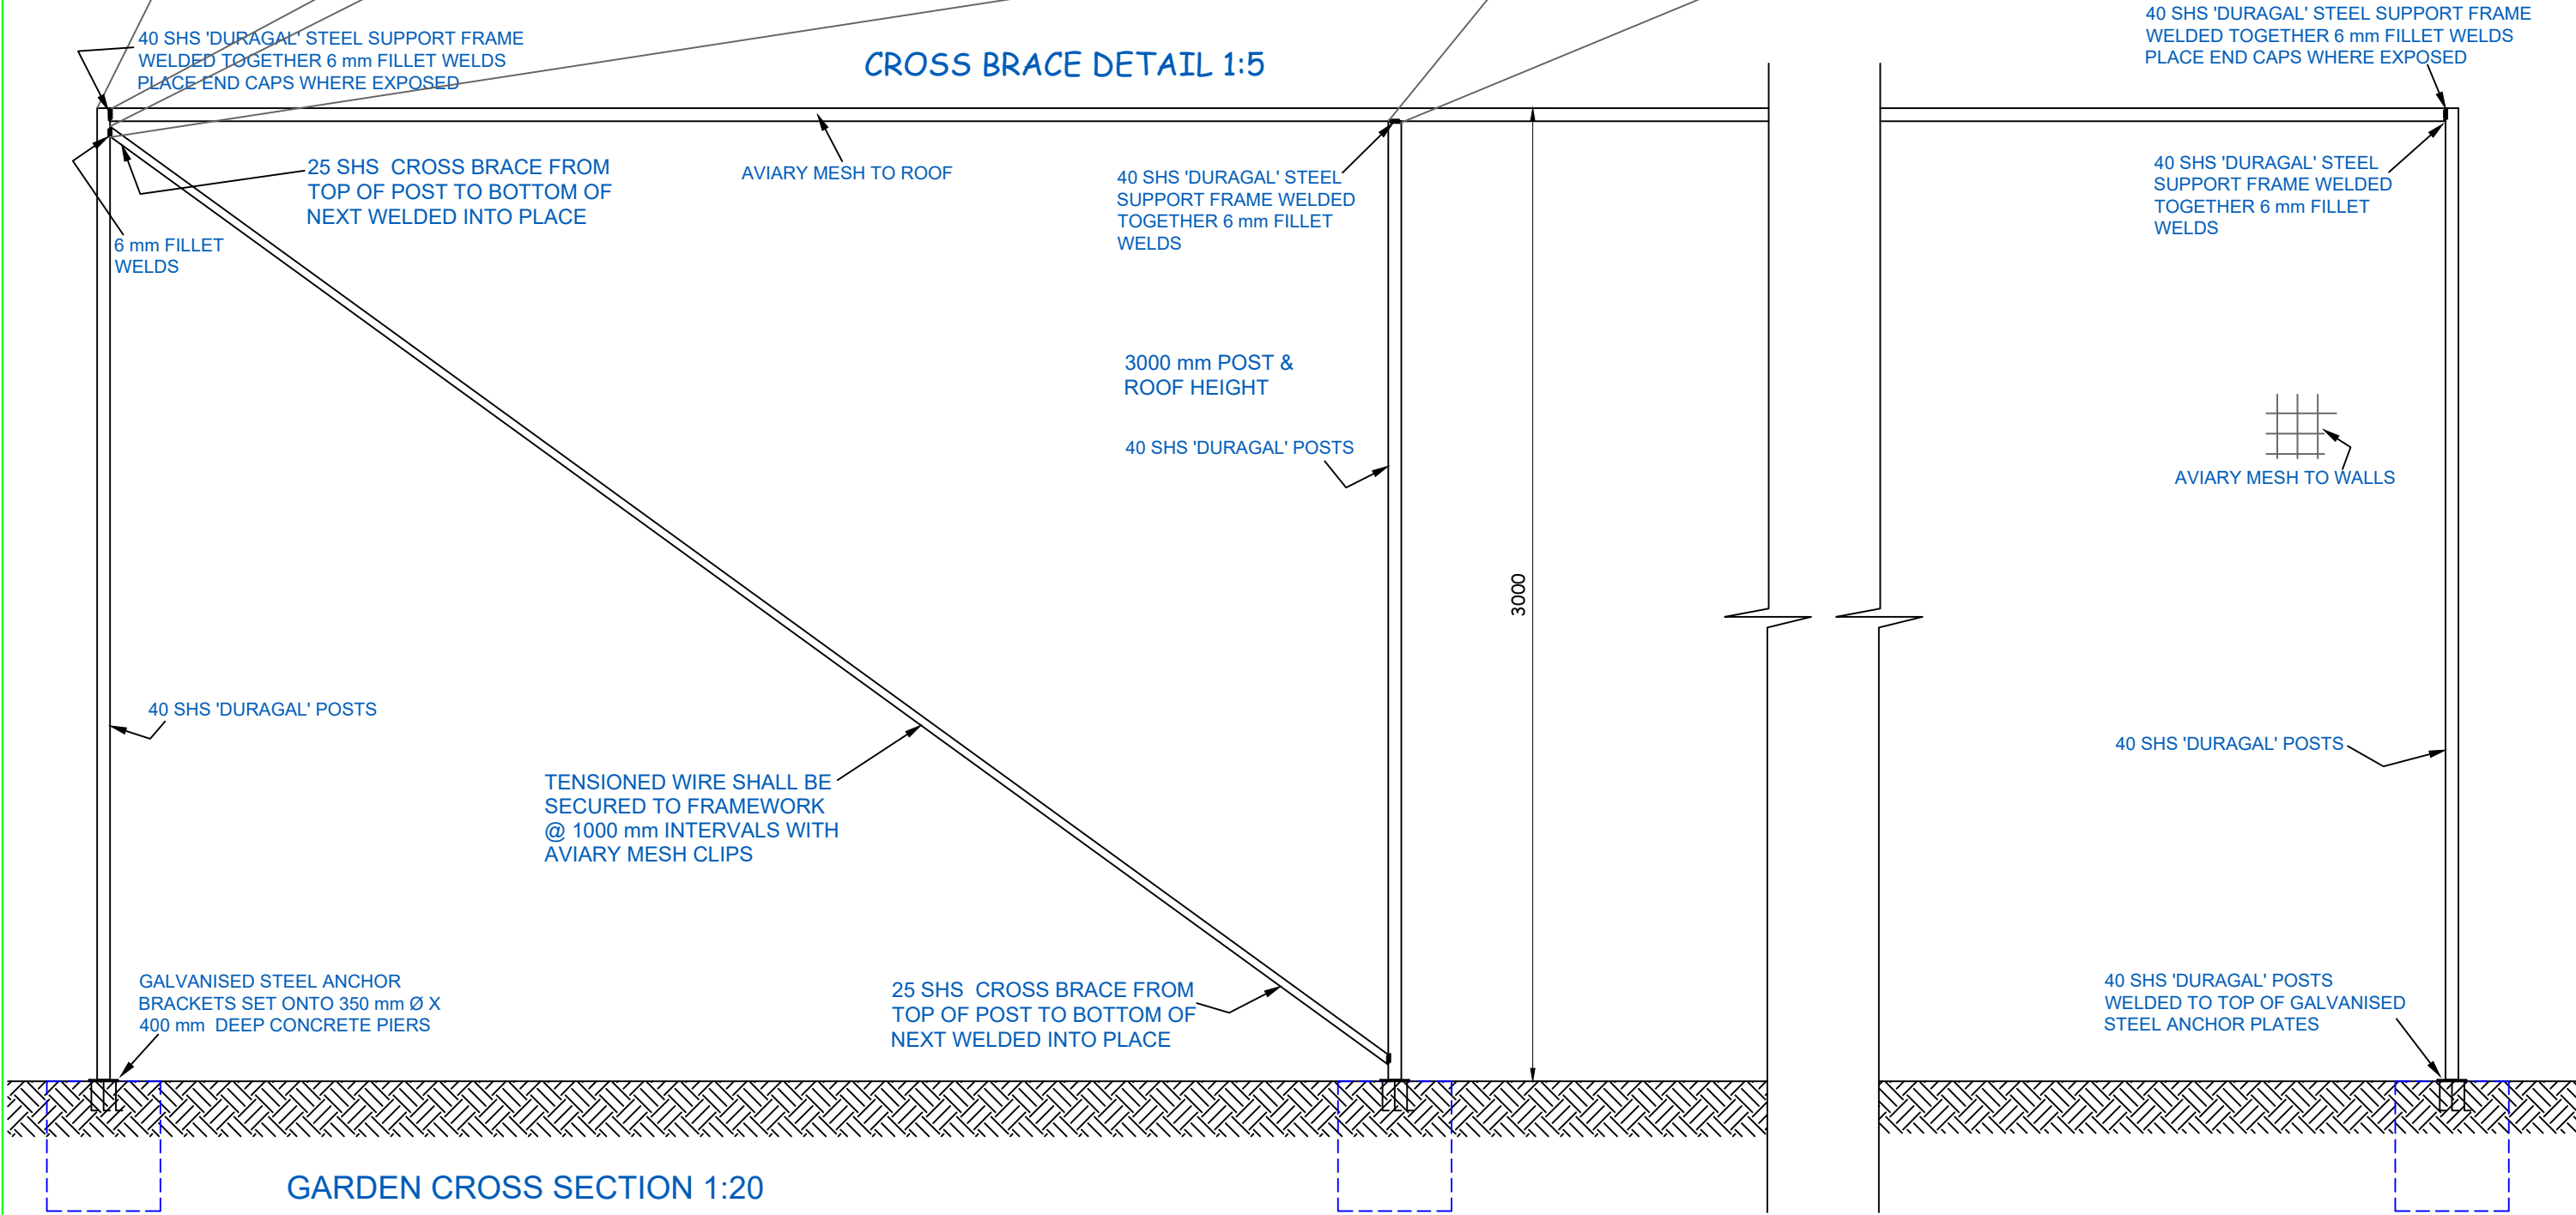 40 SHS 'DURAGAL' STEEL SUPPORT FRAME
WELDED TOGETHER 6 mm FILLET WELDS
PLACE END CAPS WHERE EXPOSED
CROSS BRACE DETAIL 1:5
40 SHS 'DURAGAL' STEEL SUPPORT FRAME
WELDED TOGETHER 6 mm FILLET WELDS
PLACE END CAPS WHERE EXPOSED
25 SHS  CROSS BRACE FROM
TOP OF POST TO BOTTOM OF
NEXT WELDED INTO PLACE
AVIARY MESH TO ROOF
40 SHS 'DURAGAL' STEEL
SUPPORT FRAME WELDED
TOGETHER 6 mm FILLET
WELDS
40 SHS 'DURAGAL' STEEL
SUPPORT FRAME WELDED
TOGETHER 6 mm FILLET
WELDS
6 mm FILLET
WELDS
3000 mm POST &
ROOF HEIGHT
40 SHS 'DURAGAL' POSTS
AVIARY MESH TO WALLS
3000
40 SHS 'DURAGAL' POSTS
40 SHS 'DURAGAL' POSTS
TENSIONED WIRE SHALL BE
SECURED TO FRAMEWORK
@ 1000 mm INTERVALS WITH
AVIARY MESH CLIPS
GALVANISED STEEL ANCHOR
BRACKETS SET ONTO 350 mm Ø X
400 mm  DEEP CONCRETE PIERS
25 SHS  CROSS BRACE FROM
TOP OF POST TO BOTTOM OF
NEXT WELDED INTO PLACE
40 SHS 'DURAGAL' POSTS
WELDED TO TOP OF GALVANISED
STEEL ANCHOR PLATES
GARDEN CROSS SECTION 1:20